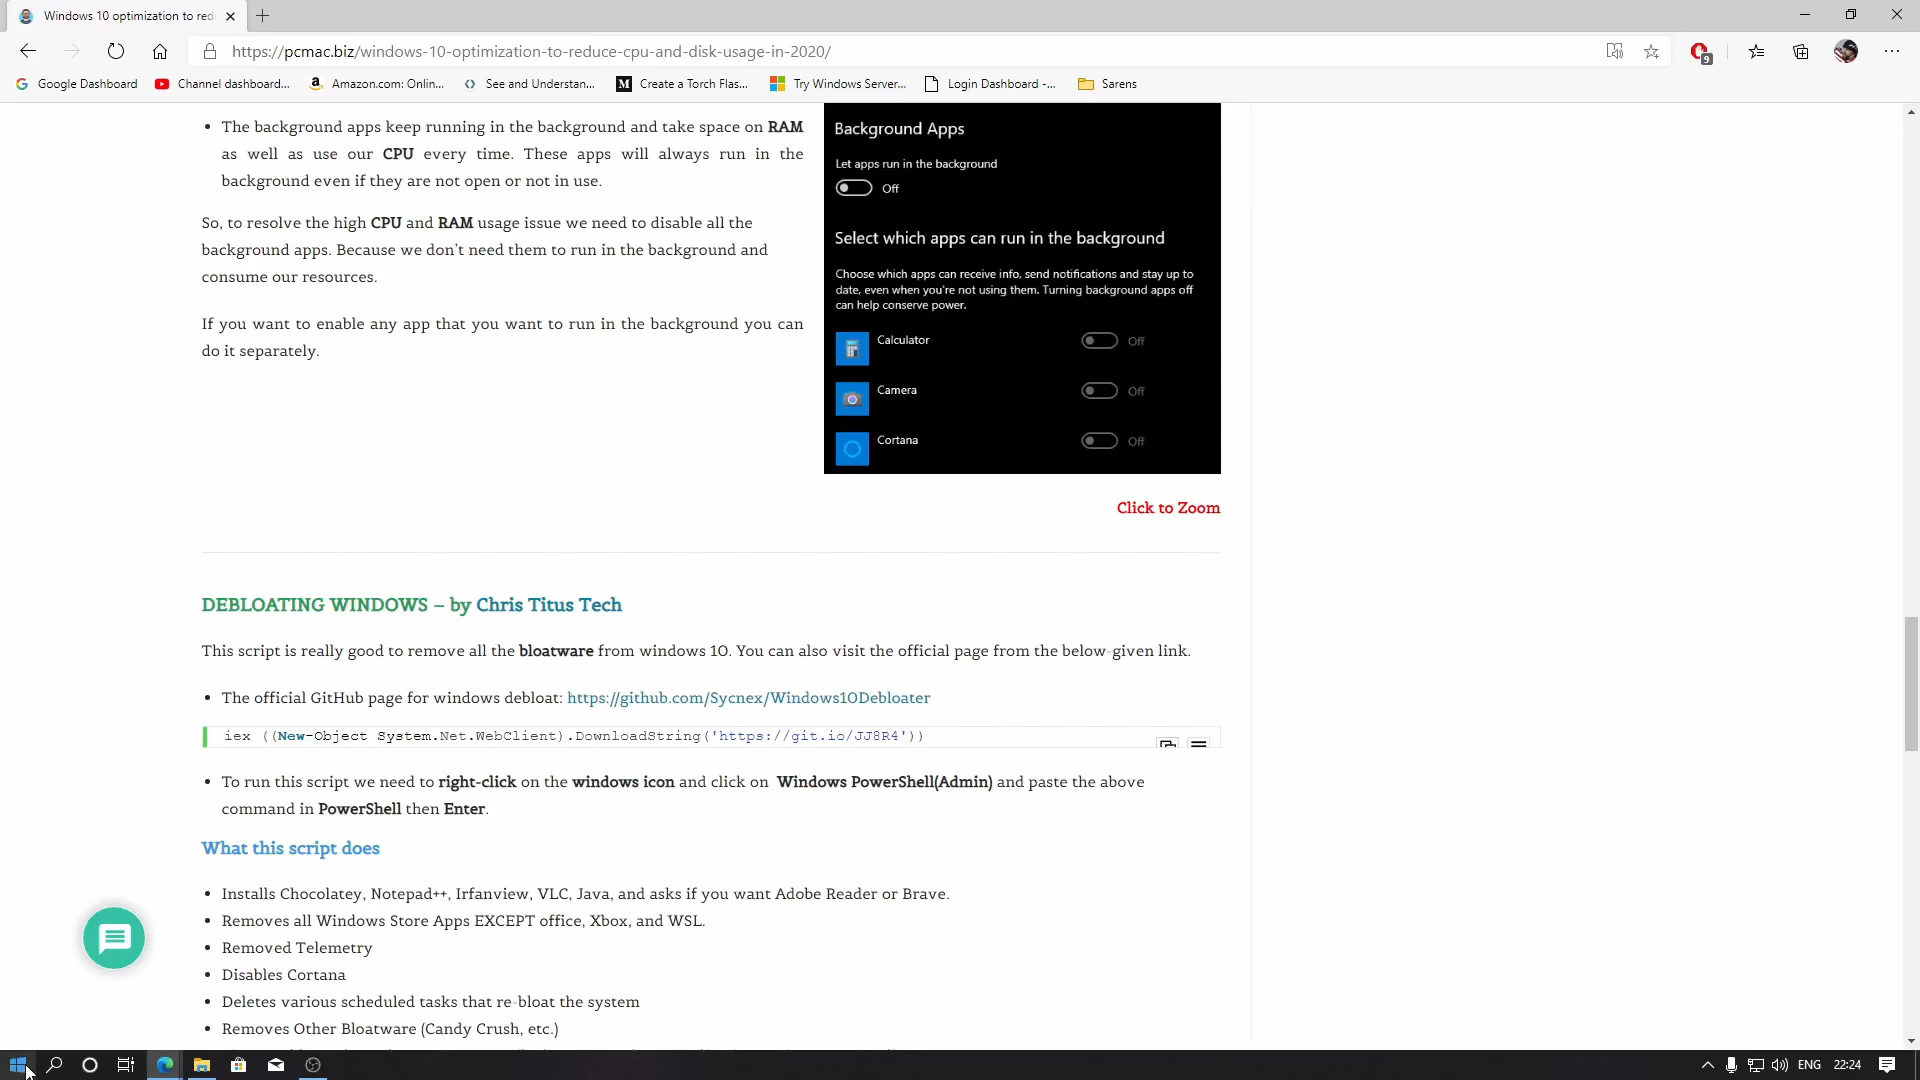 Windows 10 optimization to red
https://pcmac.biz/windows-10-optimization-to-reduce-cpu-and-disk-usage-in-2020/
9
Google Dashboard
Channel dashboard...
Amazon.com: Onlin...
See and Understan...
Create a Torch Flas...
Try Windows Server...
Login Dashboard -...
Sarens
• The background apps keep running in the background and take space on RAM
as well as use our CPU every time. These apps will always run in the
background even if they are not open or not in use.
So, to resolve the high CPU and RAM usage issue we need to disable all the
background apps. Because we don't need them to run in the background and
consume our resources.
If you want to enable any app that you want to run in the background you can
do it separately.
Background Apps
Let apps run in the background
Off
Select which apps can run in the background
Choose which apps can receive info, send notifications and stay up to
date, even when you're not using them. Turning background apps off
can help conserve power.
Calculator Off
Camera Off
Cortana Off
Click to Zoom
DEBLOATING WINDOWS – by Chris Titus Tech
This script is really good to remove all the bloatware from windows 10. You can also visit the official page from the below-given link.
• The official GitHub page for windows debloat: https://github.com/Sycnex/Windows10Debloater
iex ((New-Object System.Net.WebClient).DownloadString('https://git.io/JJ8R4'))
• To run this script we need to right-click on the windows icon and click on Windows PowerShell(Admin) and paste the above
command in PowerShell then Enter.
What this script does
• Installs Chocolatey, Notepad++, Irfanview, VLC, Java, and asks if you want Adobe Reader or Brave.
• Removes all Windows Store Apps EXCEPT office, Xbox, and WSL.
• Removed Telemetry
• Disables Cortana
• Deletes various scheduled tasks that re-bloat the system
• Removes Other Bloatware (Candy Crush, etc.)
ENG
22:24